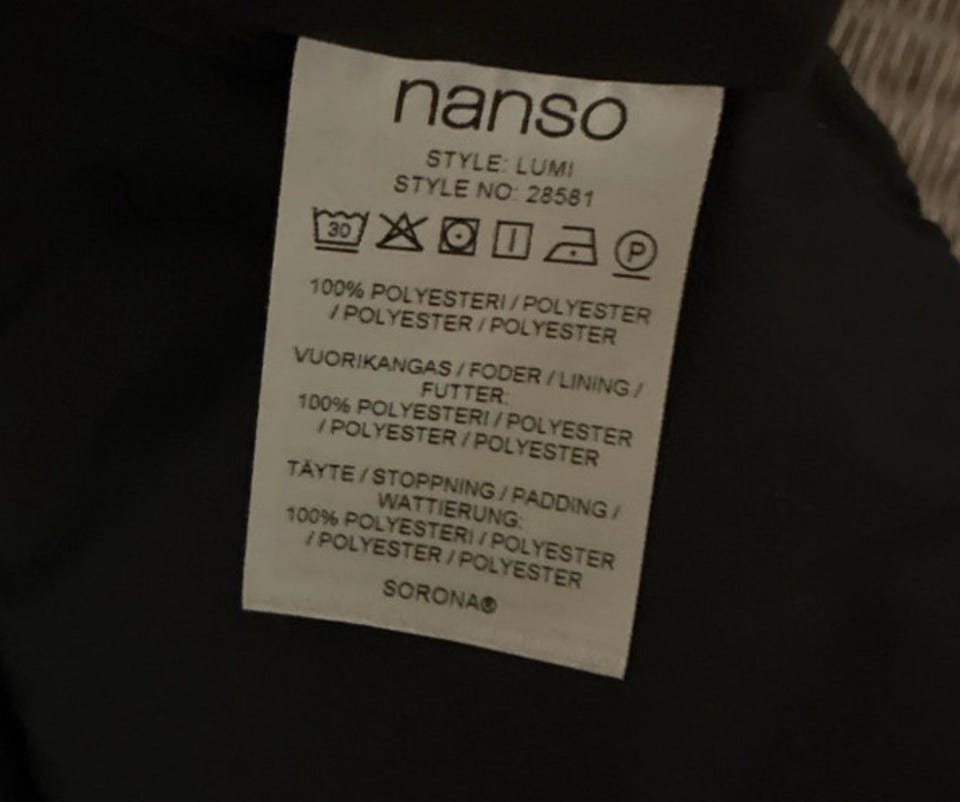 nanso
STYLE: LUMI
STYLE NO: 28581
30 P
100% POLYESTERI / POLYESTER
/ POLYESTER / POLYESTER
VUORIKANGAS / FODER / LINING /
FUTTER:
100% POLYESTERI / POLYESTER
/ POLYESTER / POLYESTER
TÄYTE / STOPPNING / PADDING /
WATTIERUNG:
100% POLYESTERI / POLYESTER
/ POLYESTER / POLYESTER
SORONA®